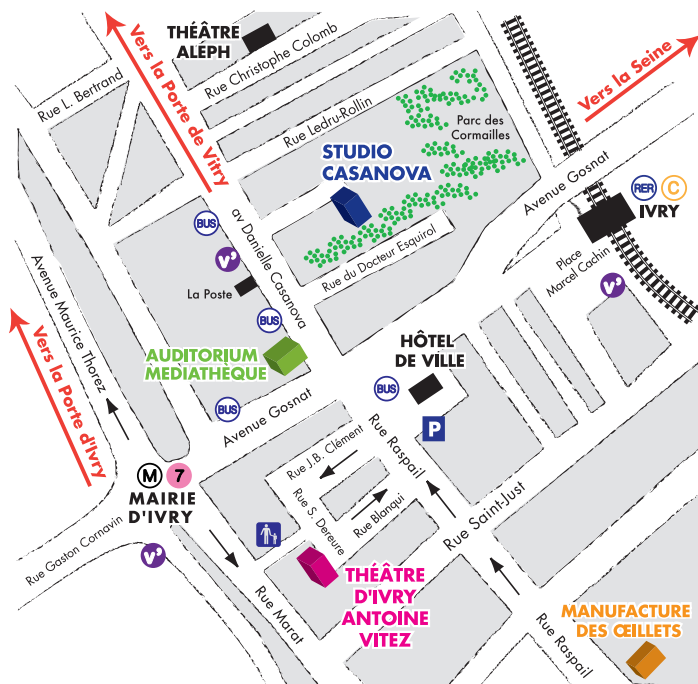 THÉÂTRE
ALÉPH
Vers la Porte de Vitry
Rue Christophe Colomb
Rue L. Bertrand
Rue Ledru-Rollin
Vers la Seine
Parc des
Cormailles
STUDIO
CASANOVA
Avenue Gosnat
RER C
IVRY
BUS
av Danielle Casanova
v'
La Poste
Rue du Docteur Esquirol
Place
Marcel Cachin
v'
Avenue Maurice Thorez
Vers la Porte d'Ivry
BUS
AUDITORIUM
MEDIATHÈQUE
HÔTEL
DE VILLE
BUS
BUS
Avenue Gosnat
P
Rue Raspail
Rue J.B. Clément
Rue S. Dereure
Rue Blanqui
M 7
MAIRIE
D'IVRY
Rue Saint-Just
Rue Gaston Cornavin
v'
Rue Marat
THÉÂTRE
D'IVRY
ANTOINE
VITEZ
Rue Raspail
MANUFACTURE
DES ŒILLETS